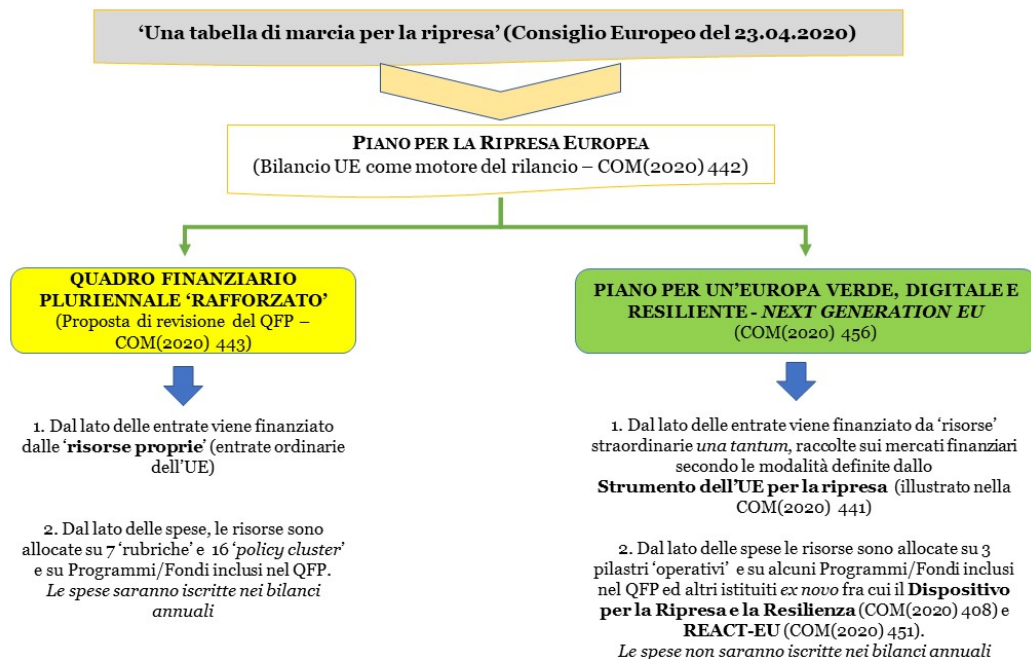 ‘Una tabella di marcia per la ripresa’ (Consiglio Europeo del 23.04.2020)
PIANO PER LA RIPRESA EUROPEA
(Bilancio UE come motore del rilancio – COM(2020) 442)
QUADRO FINANZIARIO
PLURIENNALE ‘RAFFORZATO’
(Proposta di revisione del QFP –
COM(2020) 443)
1. Dal lato delle entrate viene finanziato
dalle ‘risorse proprie’ (entrate ordinarie
dell’UE)
2. Dal lato delle spese, le risorse sono
allocate su 7 ‘rubriche’ e 16 ‘policy cluster’
e su Programmi/Fondi inclusi nel QFP.
Le spese saranno iscritte nei bilanci
annuali
PIANO PER UN’EUROPA VERDE, DIGITALE E
RESILIENTE - NEXT GENERATION EU
(COM(2020) 456)
1. Dal lato delle entrate viene finanziato da ‘risorse’
straordinarie una tantum, raccolte sui mercati finanziari
secondo le modalità definite dallo
Strumento dell’UE per la ripresa (illustrato nella
COM(2020) 441)
2. Dal lato delle spese le risorse sono allocate su 3
pilastri ‘operativi’ e su alcuni Programmi/Fondi inclusi
nel QFP ed altri istituiti ex novo fra cui il Dispositivo
per la Ripresa e la Resilienza (COM(2020) 408) e
REACT-EU (COM(2020) 451).
Le spese non saranno iscritte nei bilanci annuali